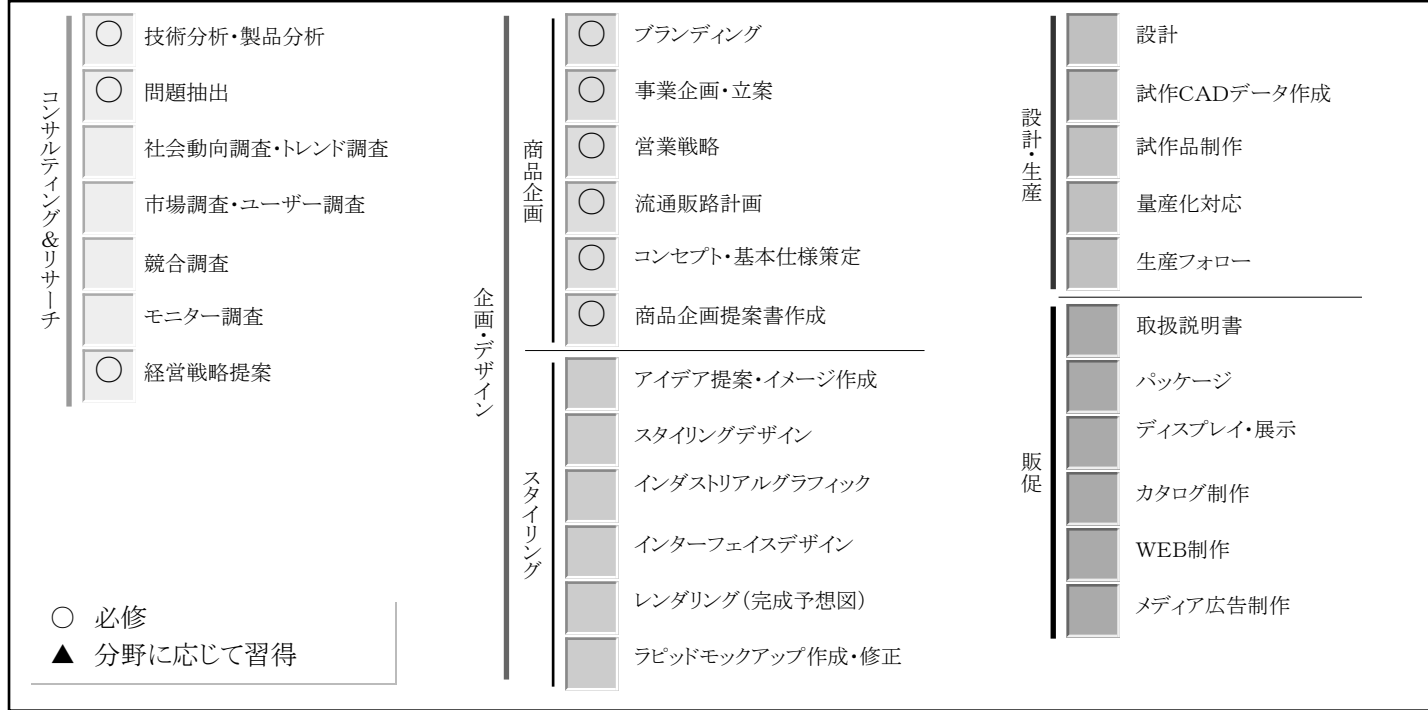 コンサルティング&リサーチ
○ 技術分析・製品分析
○ 問題抽出
社会動向調査・トレンド調査
市場調査・ユーザー調査
競合調査
モニター調査
○ 経営戦略提案
企画・デザイン
商品企画
○ ブランディング
○ 事業企画・立案
○ 営業戦略
○ 流通販路計画
○ コンセプト・基本仕様策定
○ 商品企画提案書作成
スタイリング
アイデア提案・イメージ作成
スタイリングデザイン
インダストリアルグラフィック
インターフェイスデザイン
レンダリング(完成予想図)
ラピッドモックアップ作成・修正
設計・生産
設計
試作CADデータ作成
試作品制作
量産化対応
生産フォロー
販促
取扱説明書
パッケージ
ディスプレイ・展示
カタログ制作
WEB制作
メディア広告制作
○ 必修
▲ 分野に応じて習得